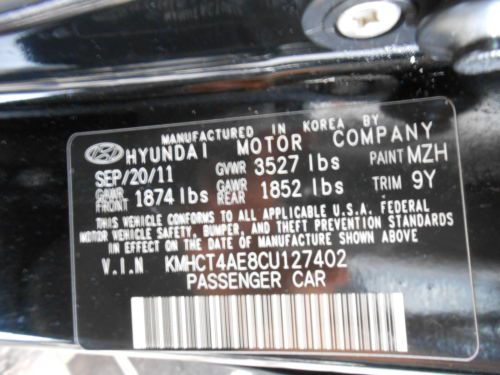 MANUFACTURED IN KOREA BY
HYUNDAI MOTOR COMPANY
SEP/20/11 GVWR 3527 lbs PAINT MZH
GAWR FRONT 1874 lbs GAWR REAR 1852 lbs TRIM 9Y
THIS VEHICLE CONFORMS TO ALL APPLICABLE U.S.A. FEDERAL
MOTOR VEHICLE SAFETY, BUMPER, AND THEFT PREVENTION STANDARDS
IN EFFECT ON THE DATE OF MANUFACTURE SHOWN ABOVE.
V.I.N KMHCT4AE8CU127402
PASSENGER CAR